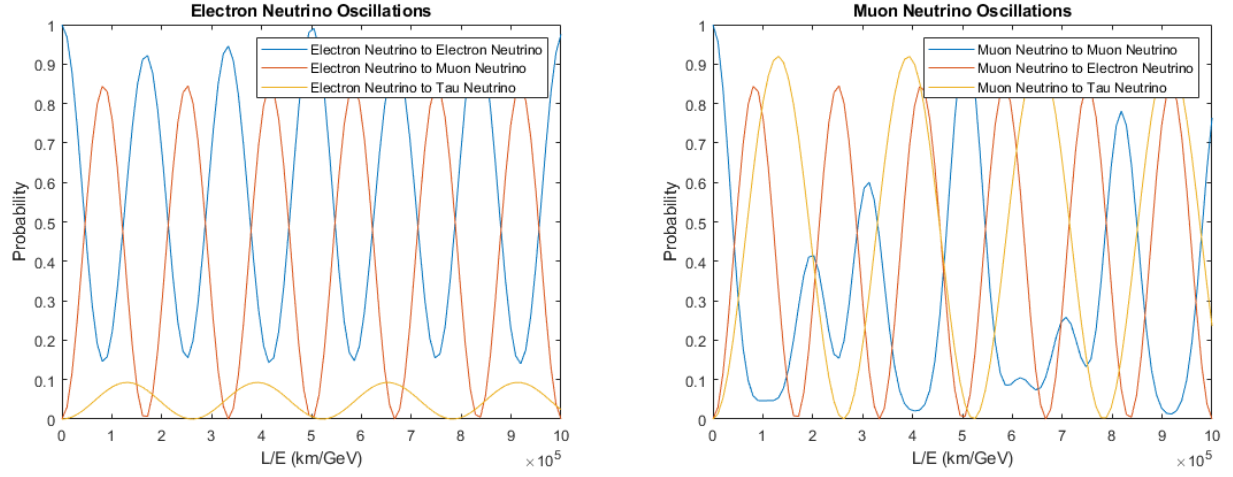 Electron Neutrino Oscillations
1
0.9
0.8
0.7
0.6
0.5
0.4
0.3
0.2
0.1
0
Probability
Electron Neutrino to Electron Neutrino
Electron Neutrino to Muon Neutrino
Electron Neutrino to Tau Neutrino
0 1 2 3 4 5 6 7 8 9 10
L/E (km/GeV)
×10^5
Muon Neutrino Oscillations
1
0.9
0.8
0.7
0.6
0.5
0.4
0.3
0.2
0.1
0
Probability
Muon Neutrino to Muon Neutrino
Muon Neutrino to Electron Neutrino
Muon Neutrino to Tau Neutrino
0 1 2 3 4 5 6 7 8 9 10
L/E (km/GeV)
×10^5